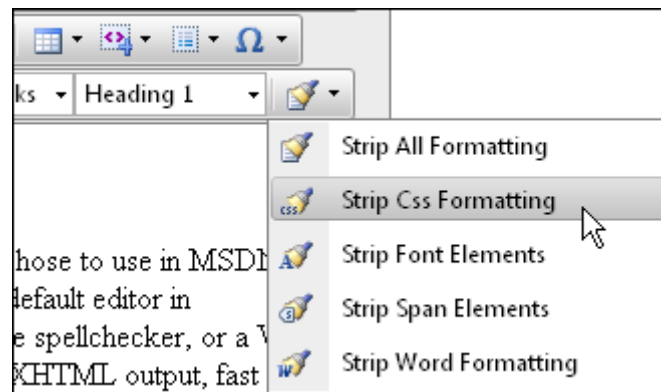 ks Heading 1
Strip All Formatting
css Strip Css Formatting
A Strip Font Elements
S Strip Span Elements
W Strip Word Formatting
hose to use in MSDN
default editor in
e spellchecker, or a
XHTML output, fast